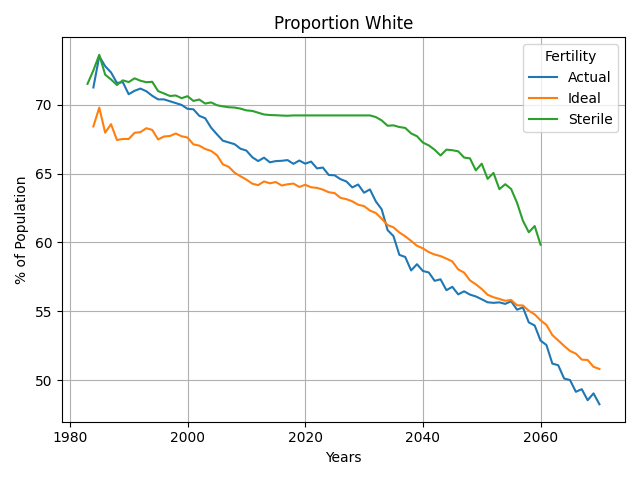 Proportion White
% of Population
70
65
60
55
50
1980
2000
2020
2040
2060
Years
Fertility
Actual
Ideal
Sterile